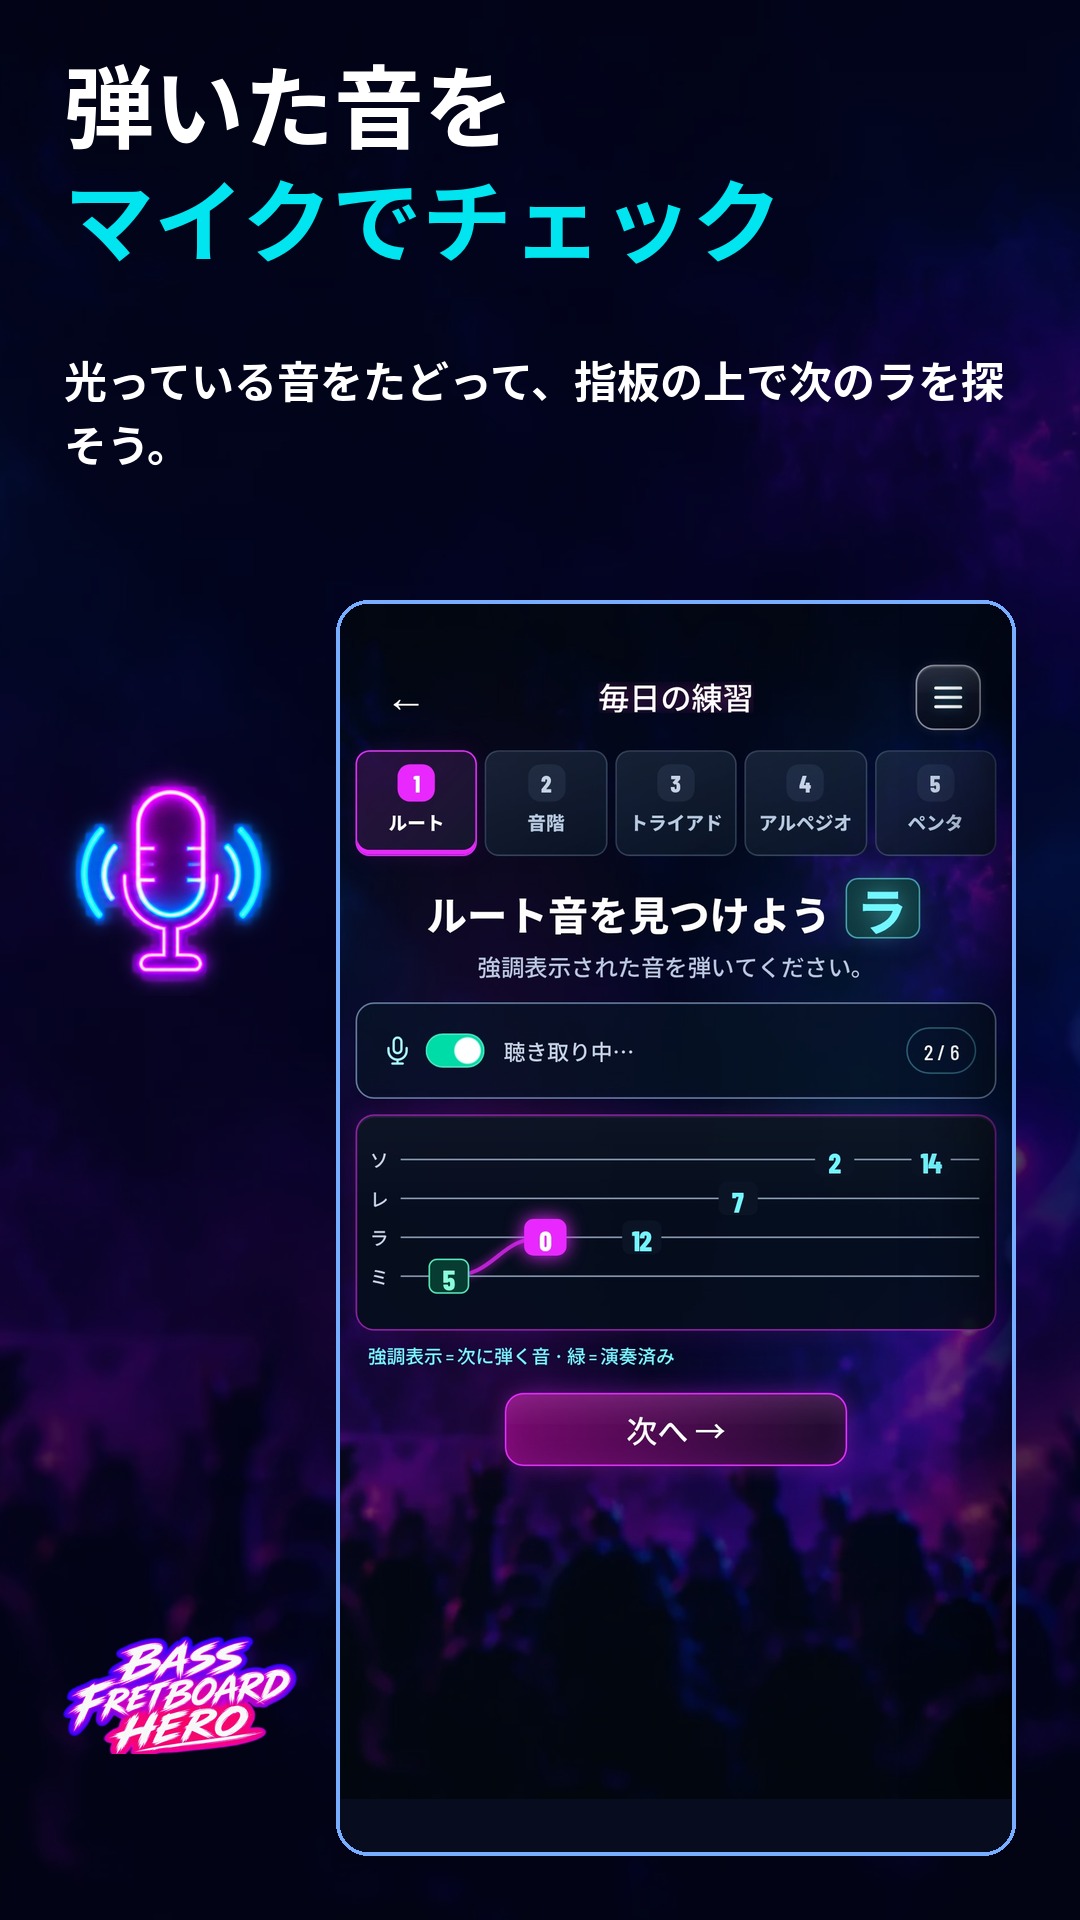 弾いた音を
マイクでチェック
光っている音をたどって、指板の上で次のラを探
そう。
← 毎日の練習
1 2 3 4 5
ルート 音階 トライアド アルペジオ ペンタ
ルート音を見つけよう ラ
強調表示された音を弾いてください。
聴き取り中… 2 / 6
ソ 2 14
レ 7
ラ 0 12
ミ 5
強調表示=次に弾く音・緑=演奏済み
次へ →
BASS
FRETBOARD
HERO